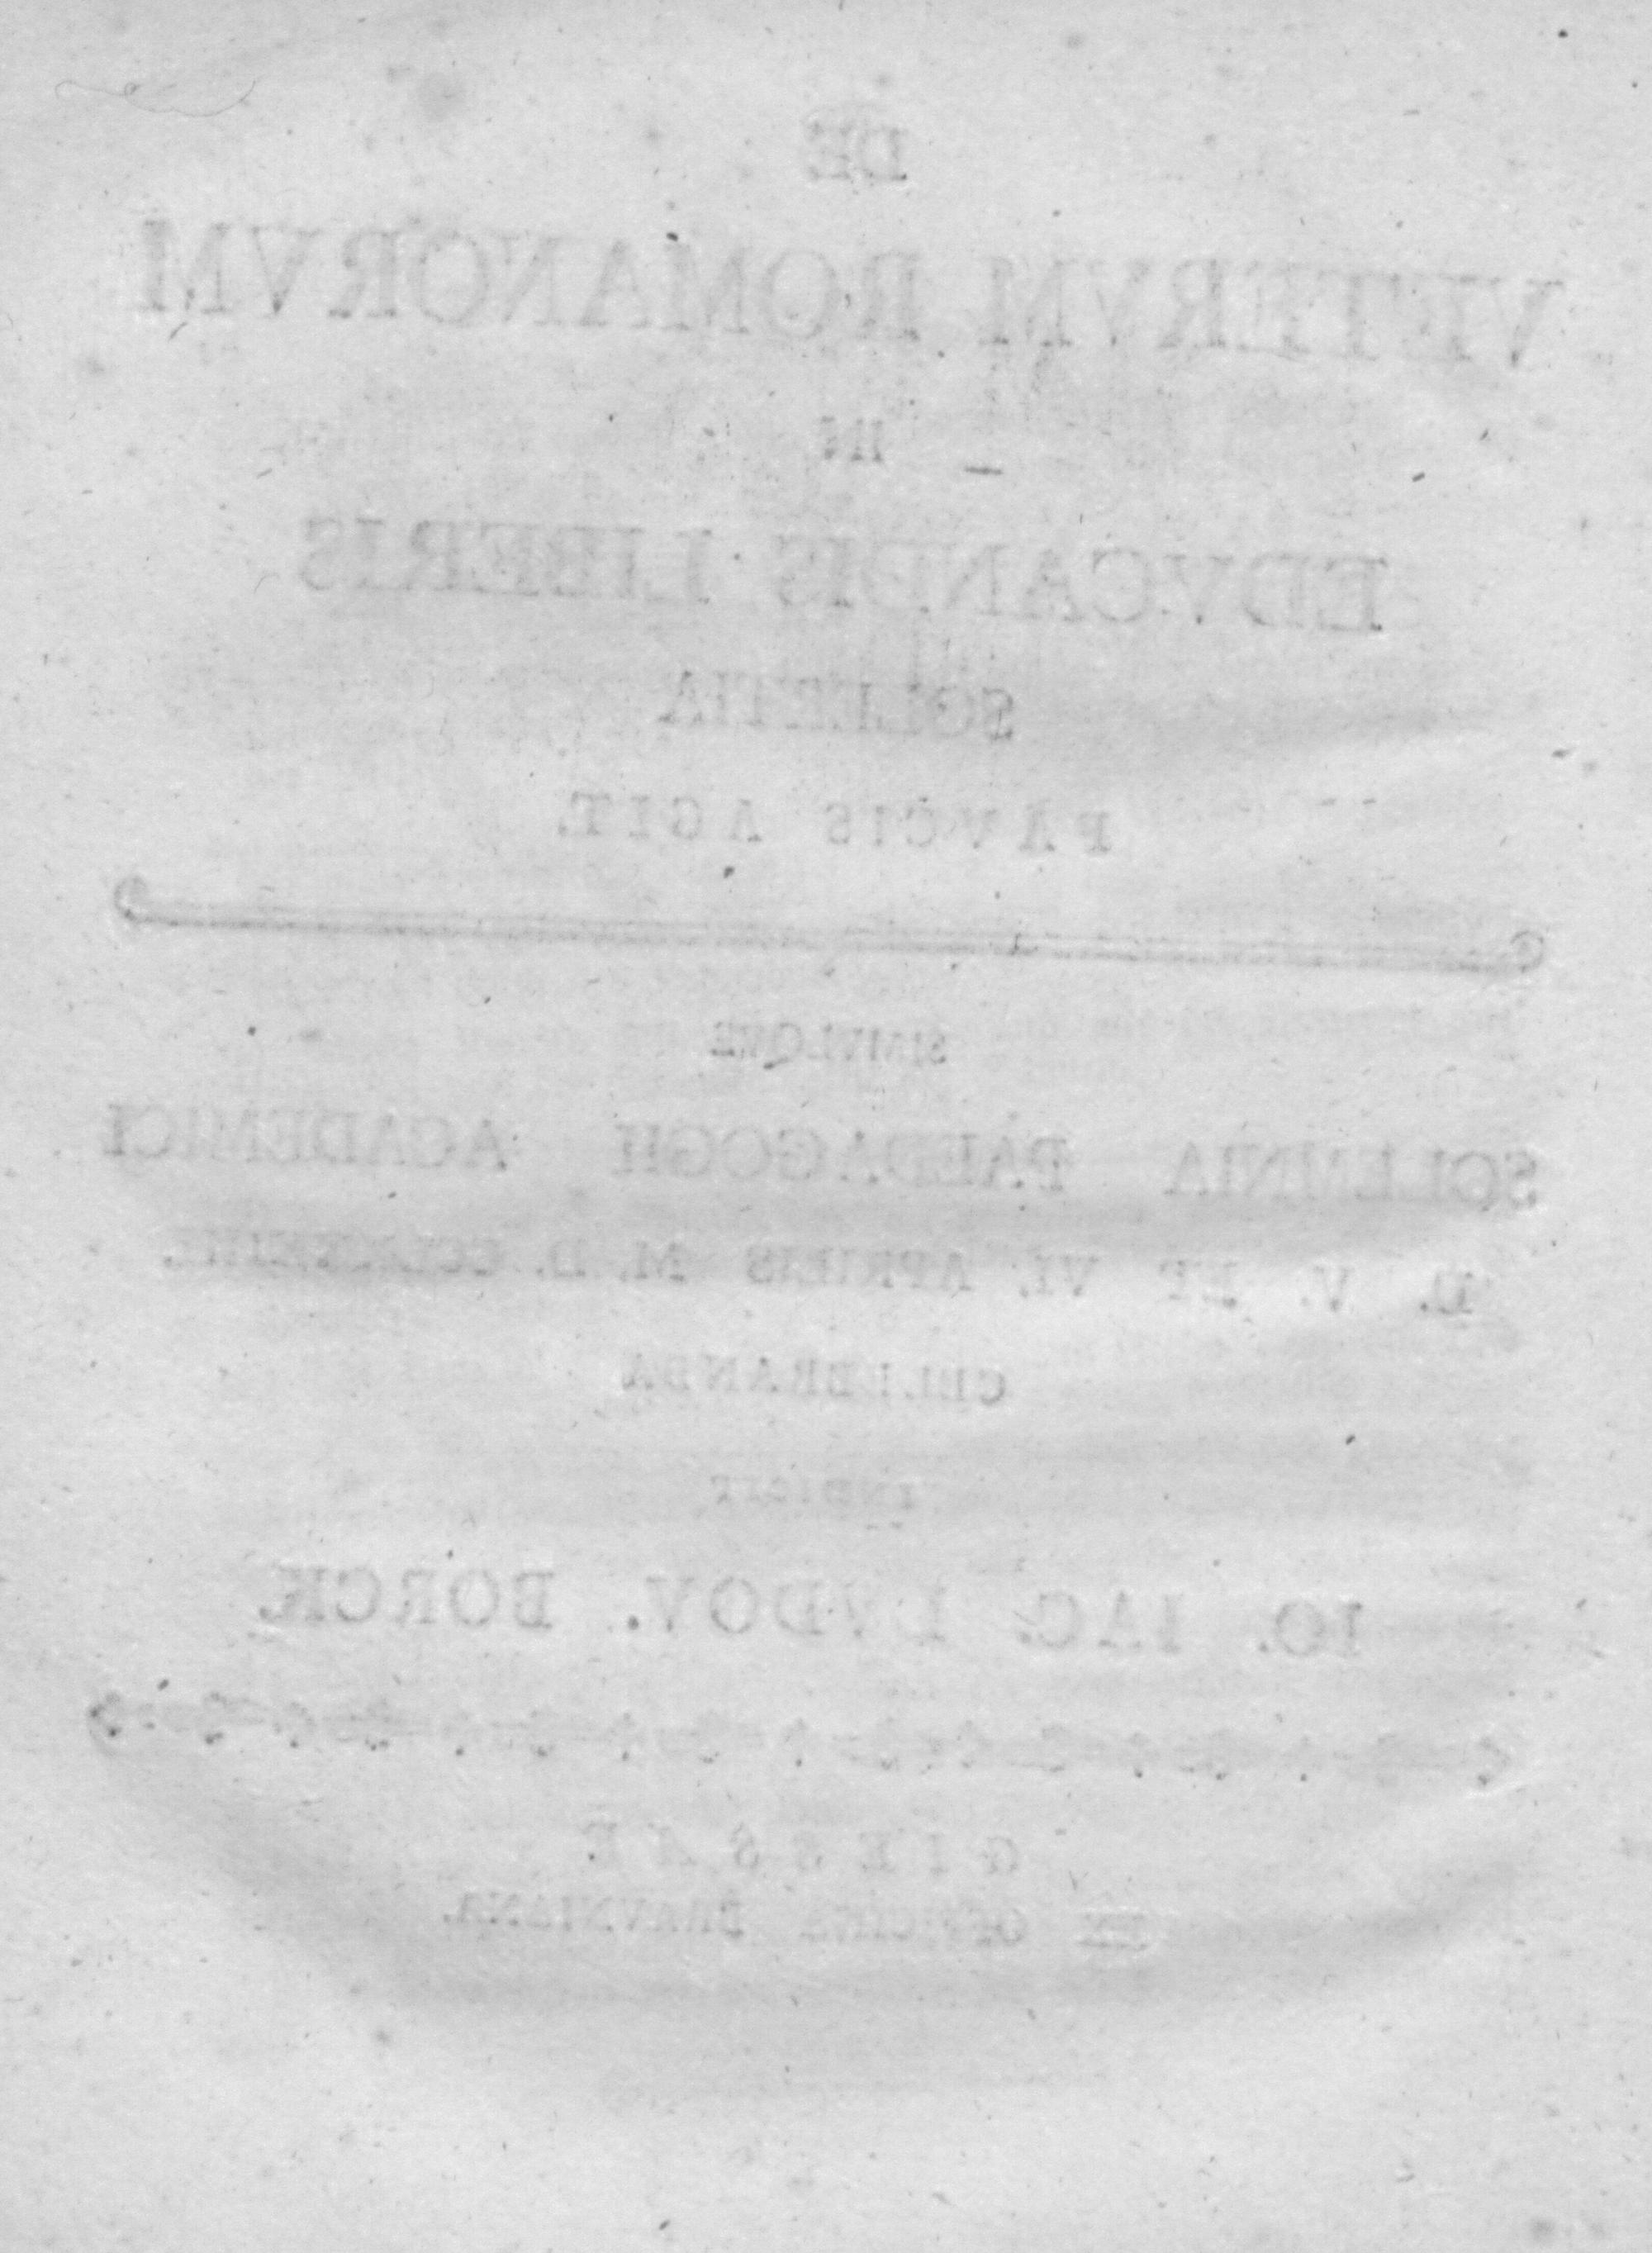 DE
VETERVM ROMANORVM
IN
EDVCANDIS LIBERIS
SOLLERTIA
PAVCIS AGIT.
SIMVLQVE
SOLLEMNIA PAEDAGOGII ACADEMICI
D. V. ET VI. APRILIS M. D.
CELEBRANDA
INDICIT
IO. IAC. LVDOV. BORCK.
GIESSAE
EX OFFICINA BRAVNIANA.